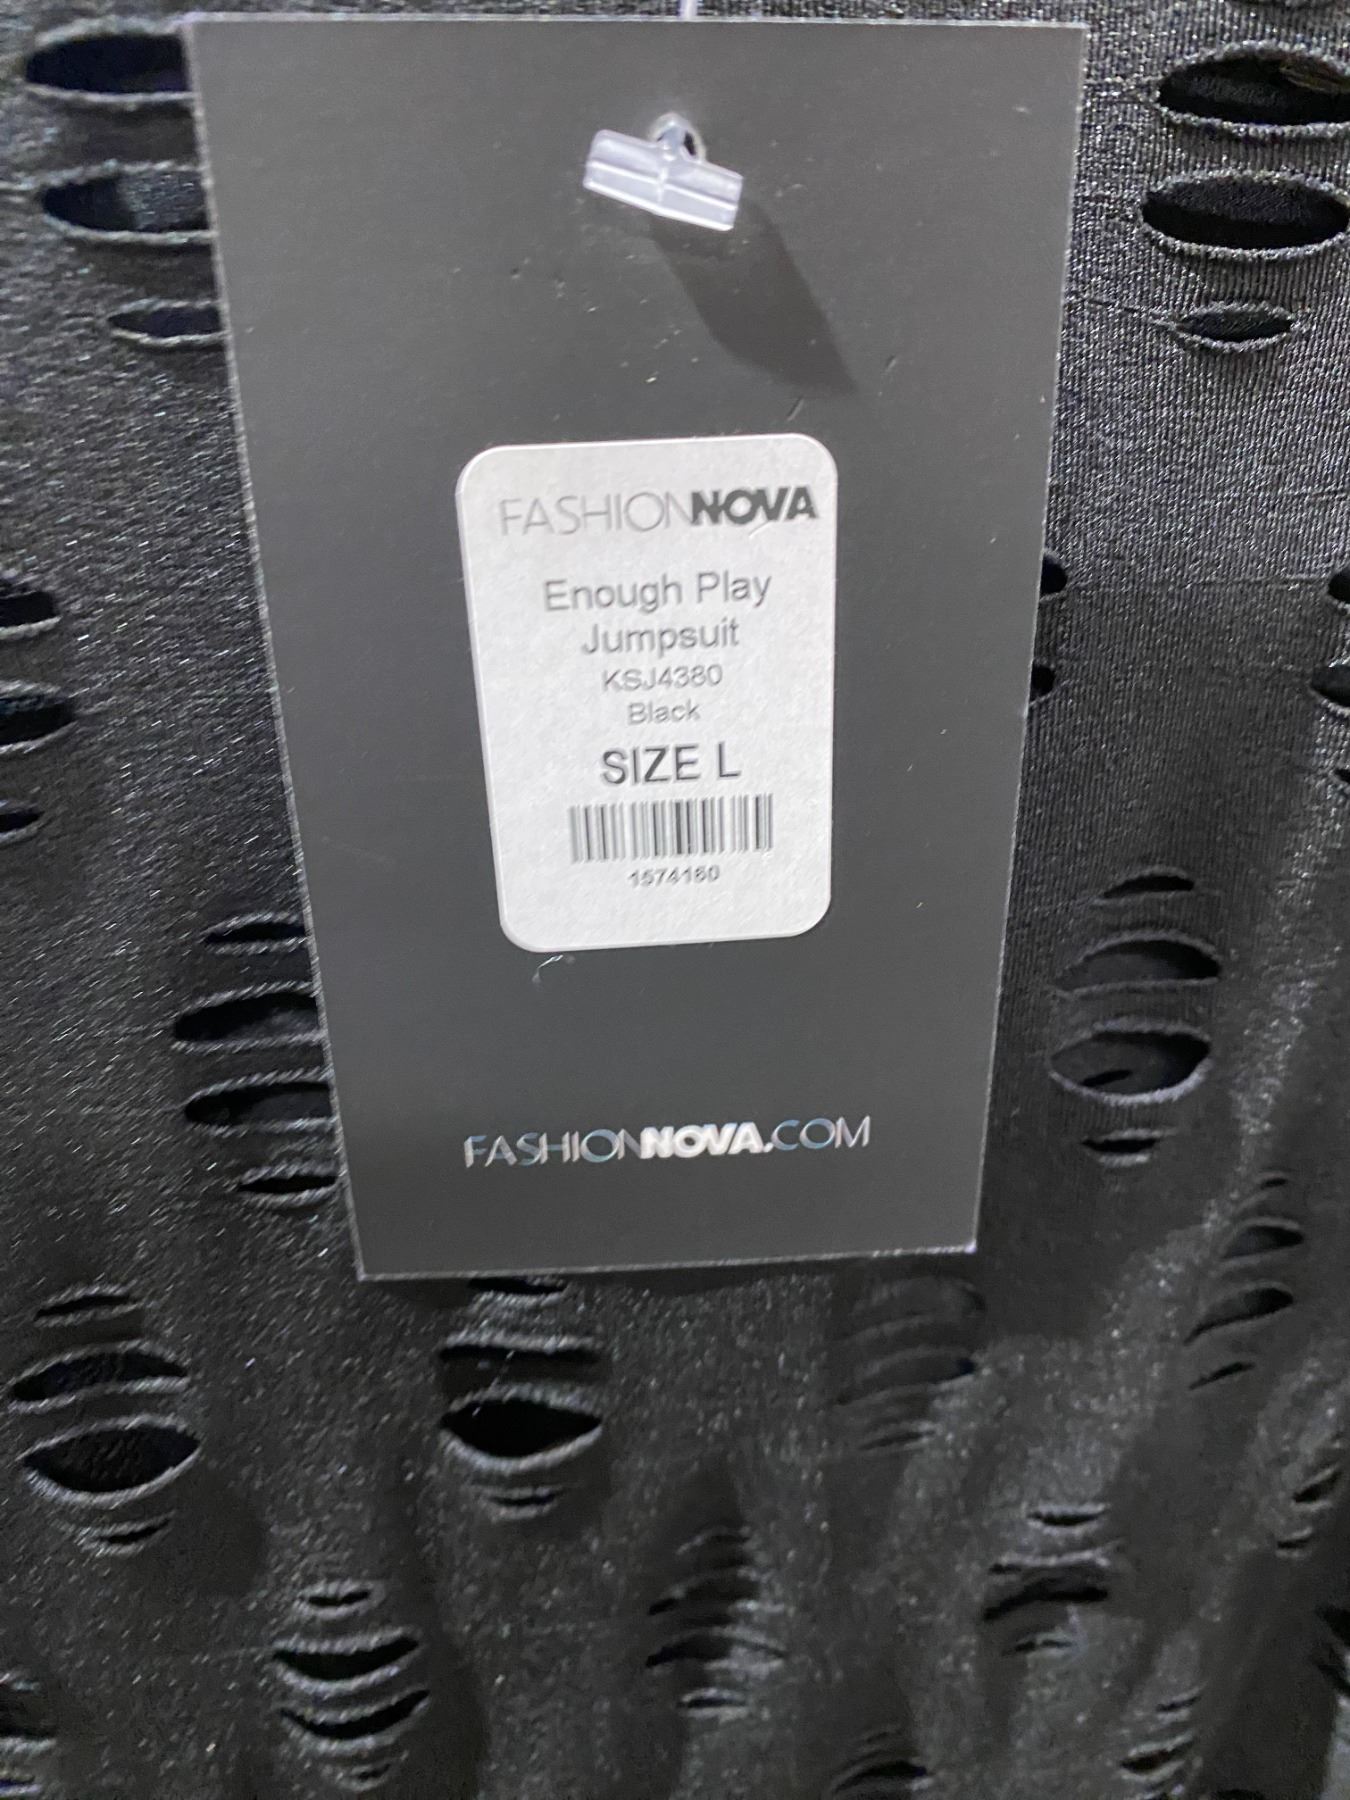 FASHIONNOVA
Enough Play
Jumpsuit
KSJ4380
Black
SIZE L
1574160
FASHIONNOVA.COM